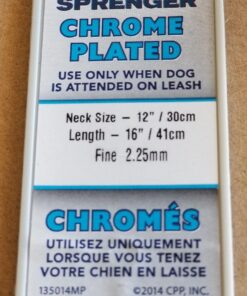 SPRENGER
CHROME
PLATED
USE ONLY WHEN DOG
IS ATTENDED ON LEASH
Neck Size - 12" / 30cm
Length - 16" / 41cm
Fine 2.25mm
CHROMÉS
UTILISEZ UNIQUEMENT
LORSQUE VOUS TENEZ
VOTRE CHIEN EN LAISSE
135014MP ©2014 CPP, INC.